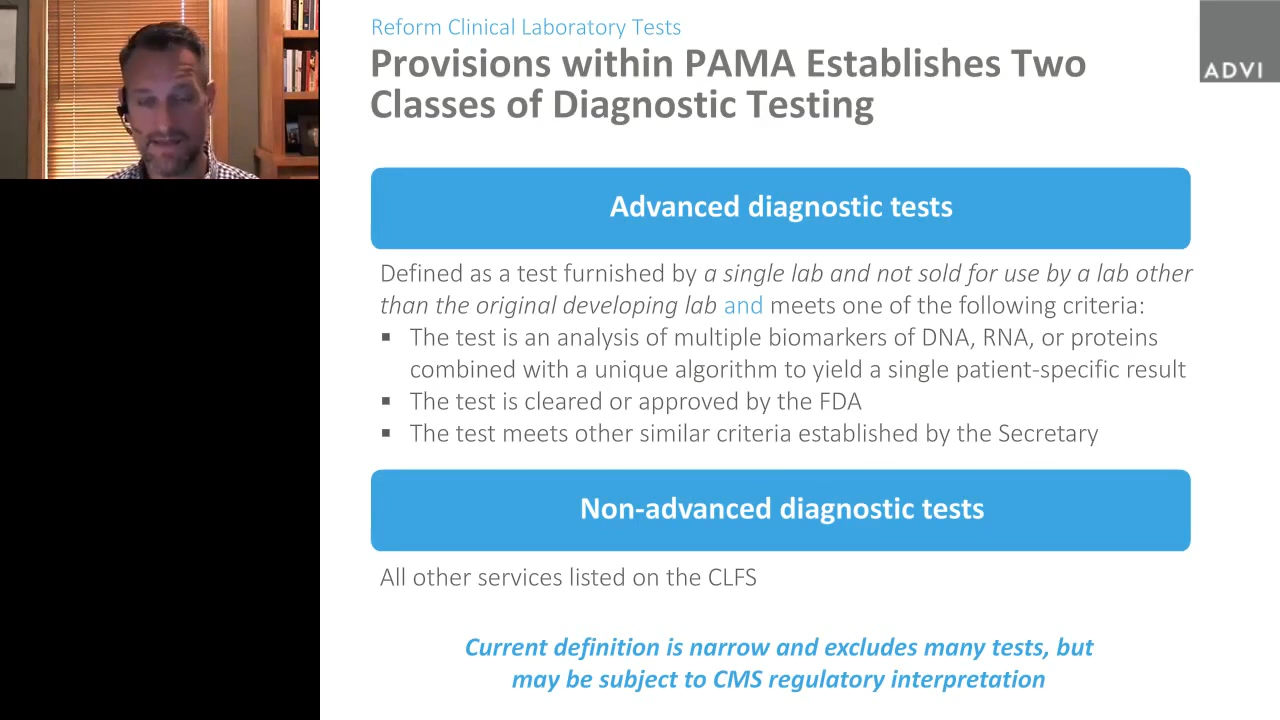 Reform Clinical Laboratory Tests
Provisions within PAMA Establishes Two
Classes of Diagnostic Testing
ADVI
Advanced diagnostic tests
Defined as a test furnished by a single lab and not sold for use by a lab other
than the original developing lab and meets one of the following criteria:
▪ The test is an analysis of multiple biomarkers of DNA, RNA, or proteins
combined with a unique algorithm to yield a single patient-specific result
▪ The test is cleared or approved by the FDA
▪ The test meets other similar criteria established by the Secretary
Non-advanced diagnostic tests
All other services listed on the CLFS
Current definition is narrow and excludes many tests, but
may be subject to CMS regulatory interpretation